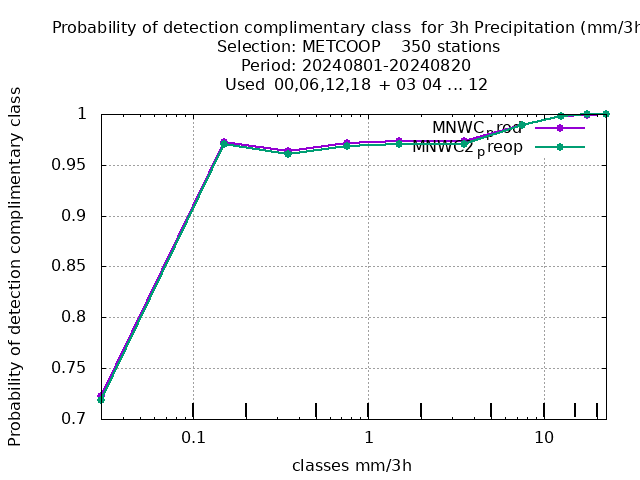 Probability of detection complimentary class for 3h Precipitation (mm/3h
Selection: METCOOP 350 stations
Period: 20240801-20240820
Used 00,06,12,18 + 03 04 ... 12
Probability of detection complimentary class
1
0.95
0.9
0.85
0.8
0.75
0.7
MNWCprod
MNWC2preop
0.1 1 10
classes mm/3h